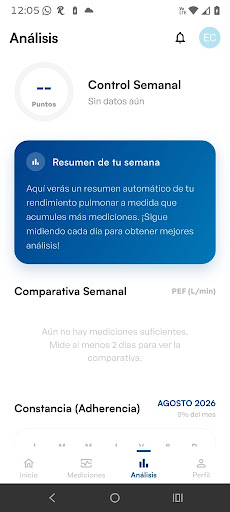 12:05
Vo LTE
Análisis
EC
--
Puntos
Control Semanal
Sin datos aún
Resumen de tu semana
Aquí verás un resumen automático de tu
rendimiento pulmonar a medida que
acumules más mediciones. ¡Sigue
midiendo cada día para obtener mejores
análisis!
Comparativa Semanal
PEF (L/min)
Aún no hay mediciones suficientes.
Mide al menos 2 días para ver la
comparativa.
Constancia (Adherencia)
AGOSTO 2026
0% del mes
Inicio
Mediciones
Análisis
Perfil